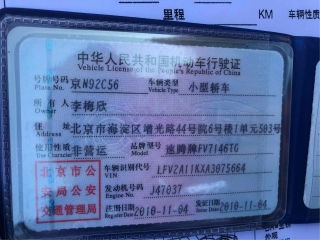 里程 KM 车辆性质
中华人民共和国机动车行驶证
Vehicle License of the People's Republic of China
号牌号码 京N92C56 车辆类型 小型轿车
Plate No. Vehicle Type
所有人 李梅欣
Owner
住址 北京市海淀区增光路44号院6号楼1单元503号
Address
使用性质 非营运 品牌型号 速腾牌FV7146TG
Use Character Model
北京市公安局公安交通管理局
车辆识别代号 LFV2A11KXA3075664
VIN
发动机号码 J47037
Engine No.
注册日期 2010-11-04 发证日期 2010-11-04
Register Date Issue Date